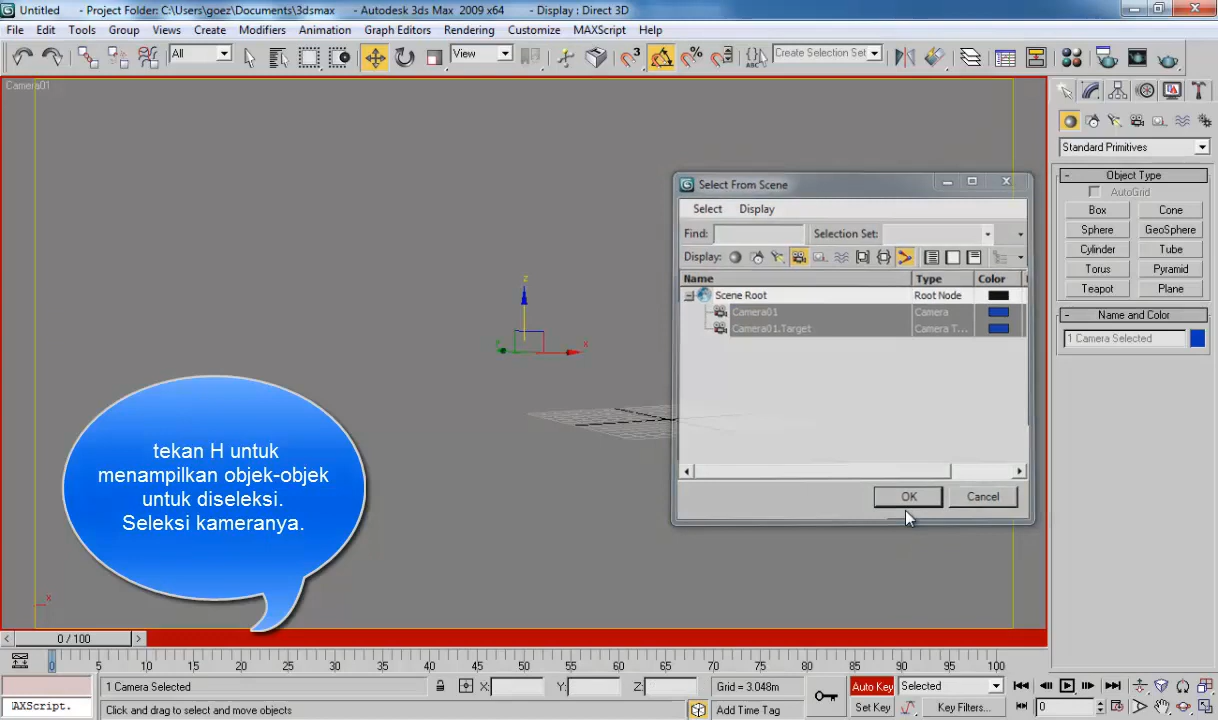 Untitled - Project Folder: C:\Users\goez\Documents\3dsmax - Autodesk 3ds Max 2009 x64 - Display : Direct 3D
File Edit Tools Group Views Create Modifiers Animation Graph Editors Rendering Customize MAXScript Help
All
View
3
%
ABC
Create Selection Set
Camera01
Standard Primitives
- Object Type
AutoGrid
Box Cone
Sphere GeoSphere
Cylinder Tube
Torus Pyramid
Teapot Plane
- Name and Color
1 Camera Selected
Select From Scene
Select Display
Find: Selection Set:
Display:
Name Type Color
Scene Root Root Node
Camera01 Camera
Camera01.Target Camera T...
OK Cancel
z
y
x
tekan H untuk
menampilkan objek-objek
untuk diseleksi.
Seleksi kameranya.
x
< 0 / 100 >
0 5 10 15 20 25 30 35 40 45 50 55 60 65 70 75 80 85 90 95 100
1 Camera Selected X: Y: Z: Grid = 3.048m Auto Key Selected
AXScript. Click and drag to select and move objects Add Time Tag Set Key Key Filters... 0